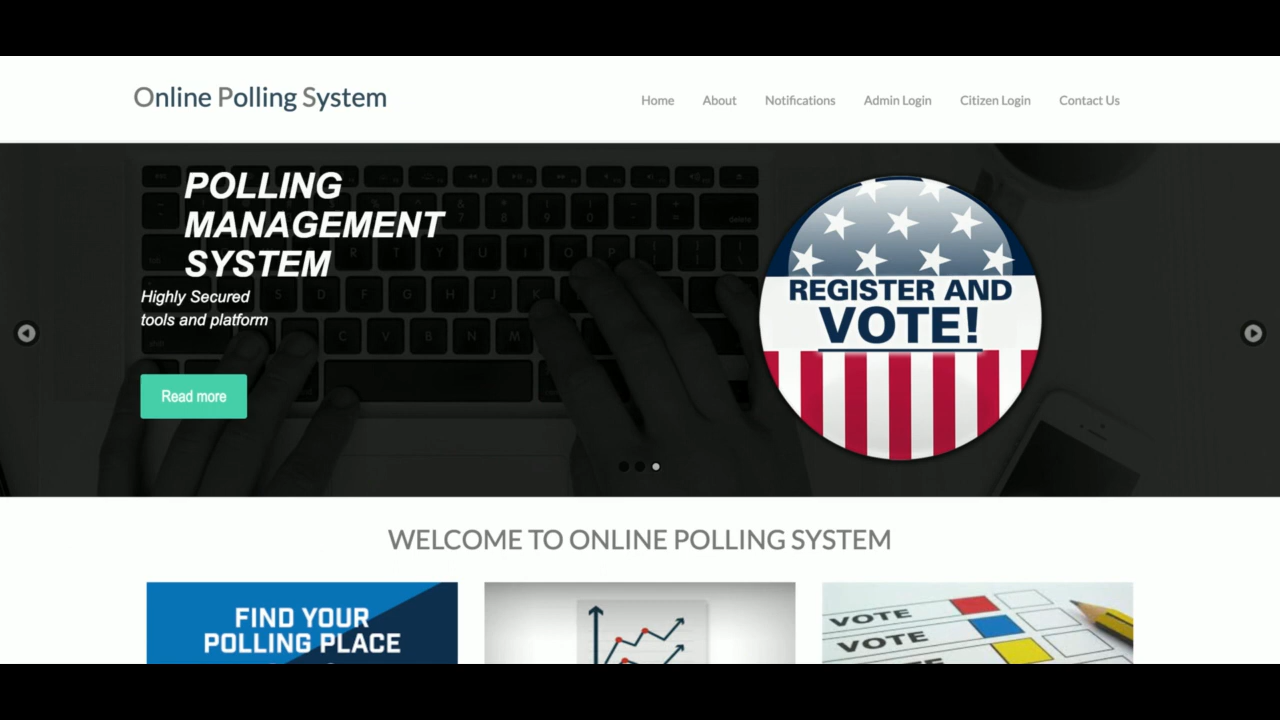 Online Polling System
Home About Notifications Admin Login Citizen Login Contact Us
POLLING
MANAGEMENT
SYSTEM
Highly Secured
tools and platform
Read more
REGISTER AND
VOTE!
WELCOME TO ONLINE POLLING SYSTEM
FIND YOUR
POLLING PLACE
VOTE
VOTE